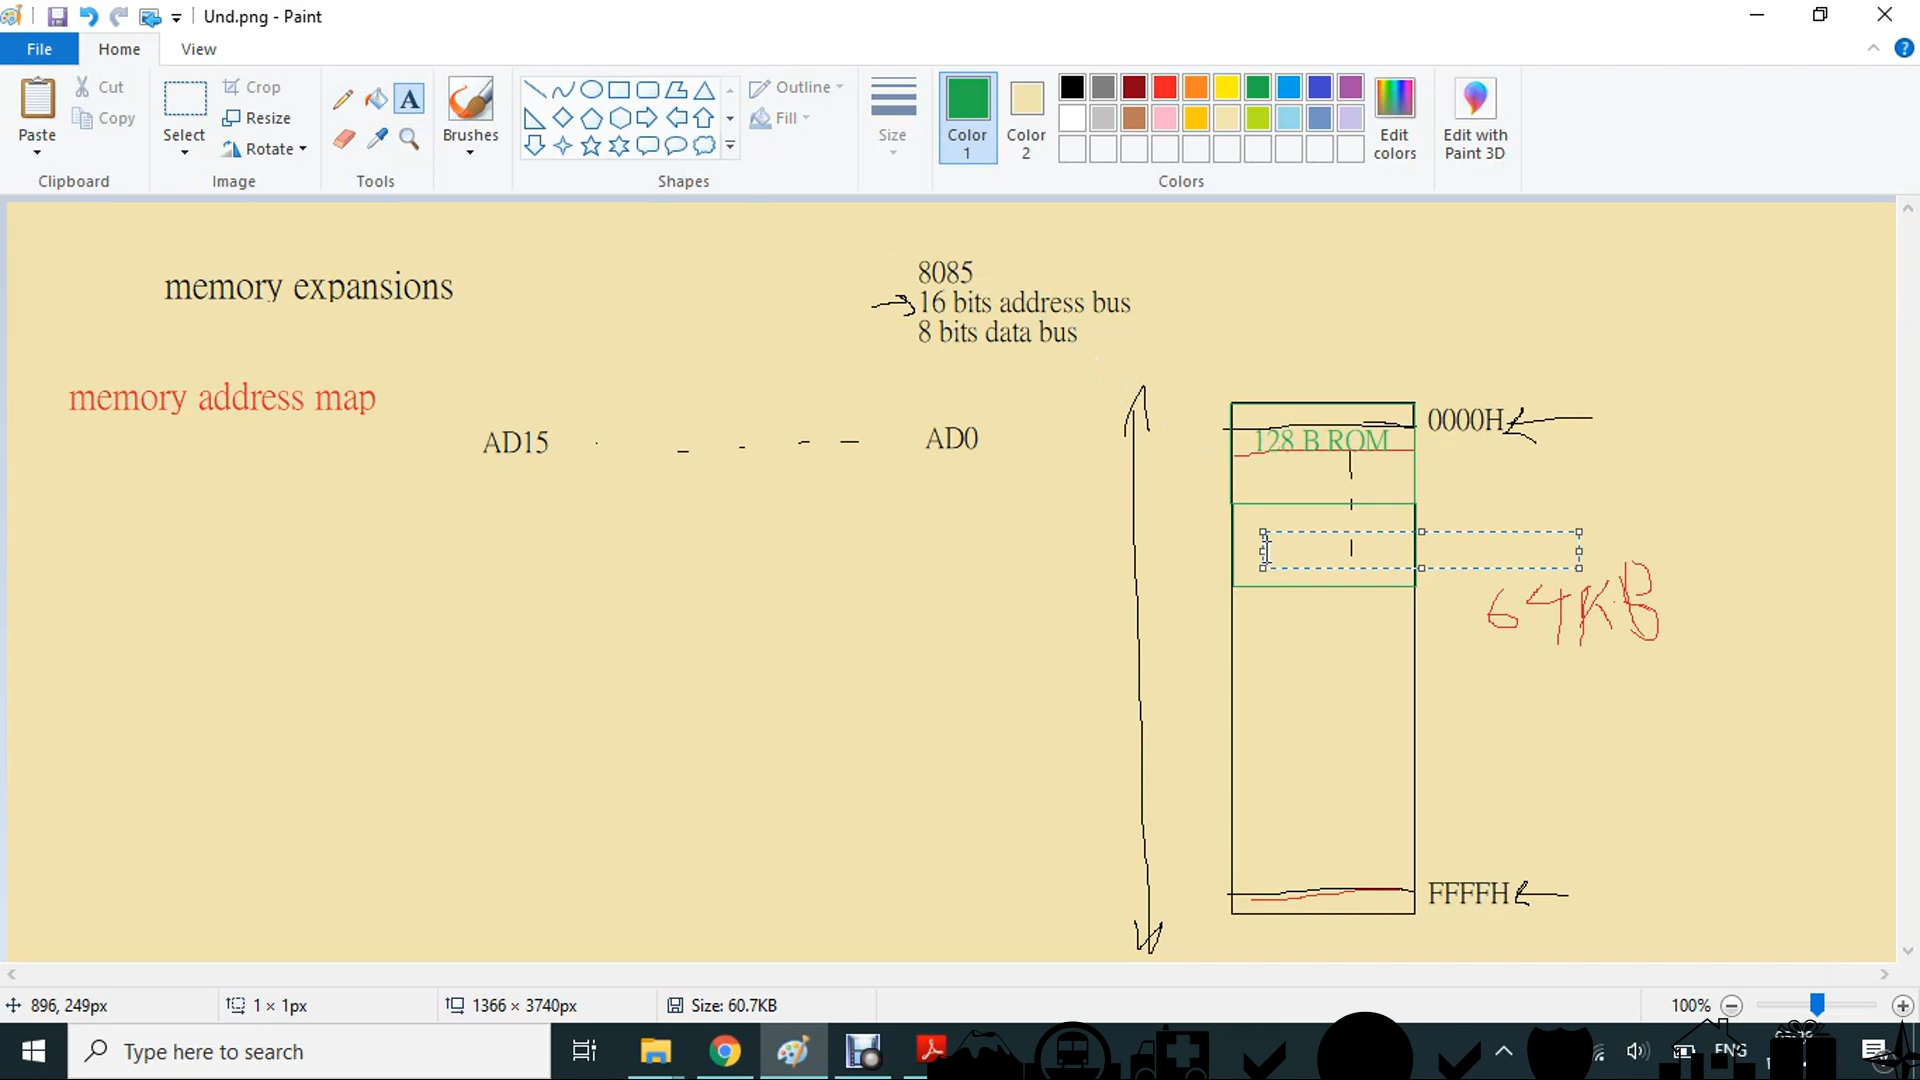 Und.png - Paint
File
Home
View
Paste
Cut
Copy
Clipboard
Select
Crop
Resize
Rotate
Image
A
Tools
Brushes
Shapes
Outline
Fill
Size
Color 1
Color 2
Edit colors
Colors
Edit with Paint 3D
memory expansions
8085
16 bits address bus
8 bits data bus
memory address map
AD15
AD0
0000H
128 B ROM
64KB
FFFFH
896, 249px
1 × 1px
1366 × 3740px
Size: 60.7KB
100%
Type here to search
ENG